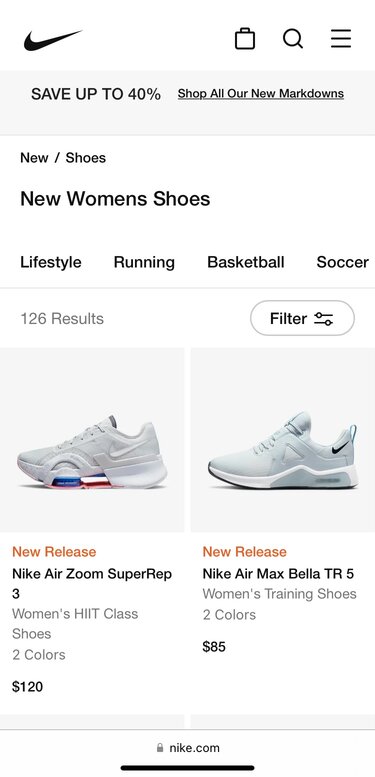 SAVE UP TO 40% Shop All Our New Markdowns
New / Shoes
New Womens Shoes
Lifestyle Running Basketball Soccer
126 Results Filter
New Release
Nike Air Zoom SuperRep
3
Women's HIIT Class
Shoes
2 Colors
$120
New Release
Nike Air Max Bella TR 5
Women's Training Shoes
2 Colors
$85
nike.com